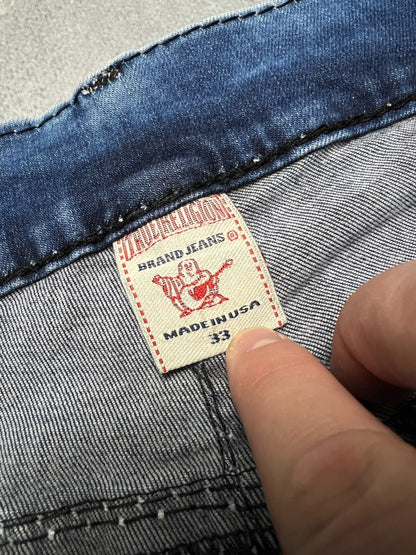 TRUE RELIGION
BRAND JEANS ®
MADE IN USA
33